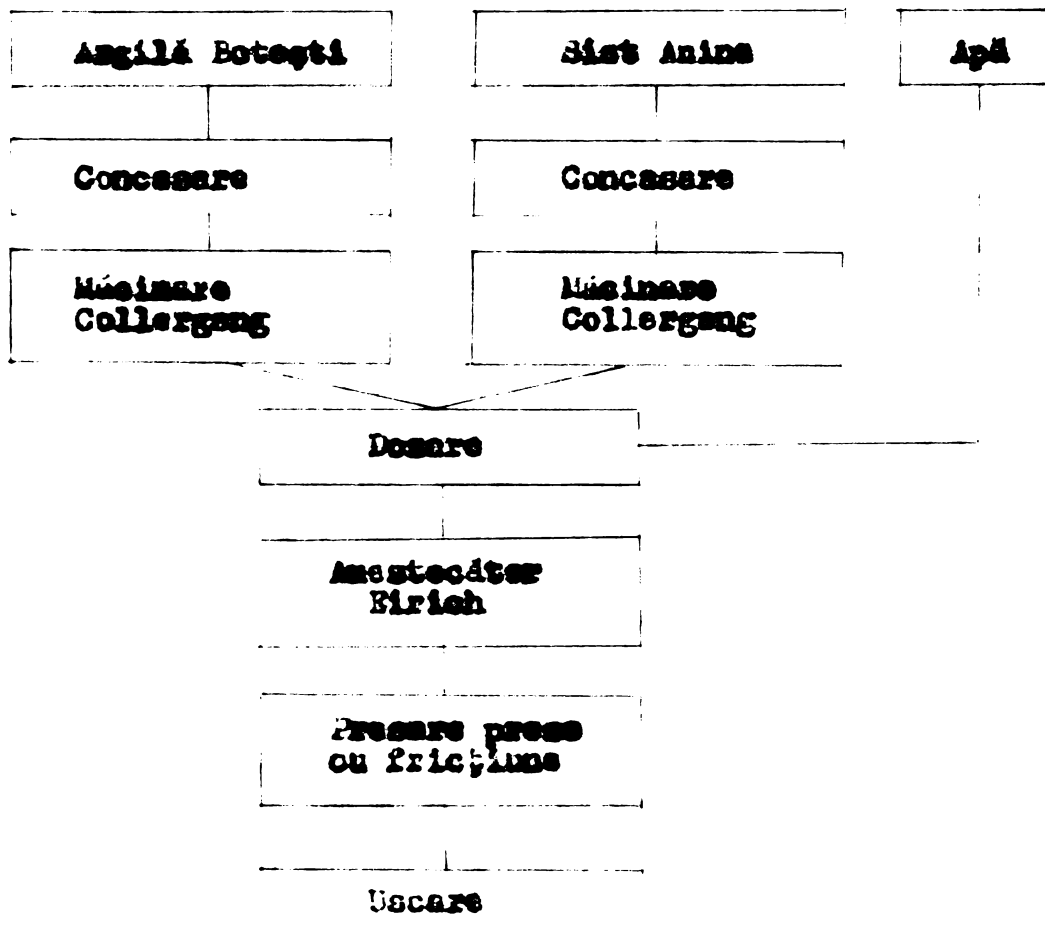 Argilă Botești
Șist Anina
Apă
Concasare
Concasare
Măcinare
Collergang
Măcinare
Collergang
Dozare
Amestecător
Eirich
Presare prese
cu fricțiune
Uscare